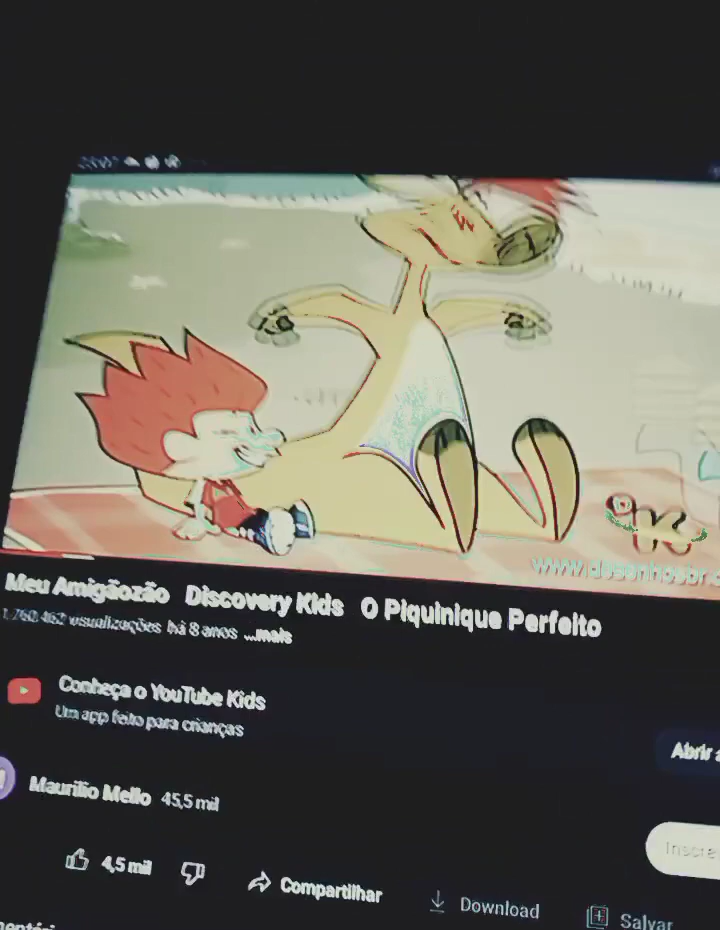 Meu Amigãozão Discovery Kids O Piquinique Perfeito
1.760.462 visualizações há 8 anos ...mais
Conheça o YouTube Kids
Um app feito para crianças
Abrir
Maurilio Mello 45,5 mil
4,5 mil Compartilhar Download Salvar